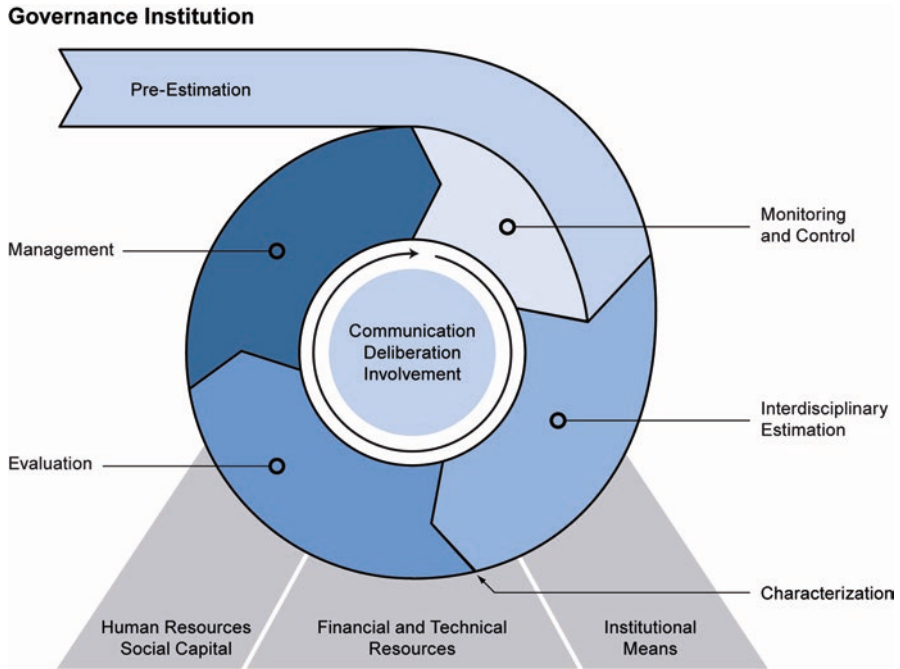 Governance Institution
Pre-Estimation
Monitoring
and Control
Management
Communication
Deliberation
Involvement
Interdisciplinary
Estimation
Evaluation
Characterization
Human Resources
Social Capital
Financial and Technical
Resources
Institutional
Means